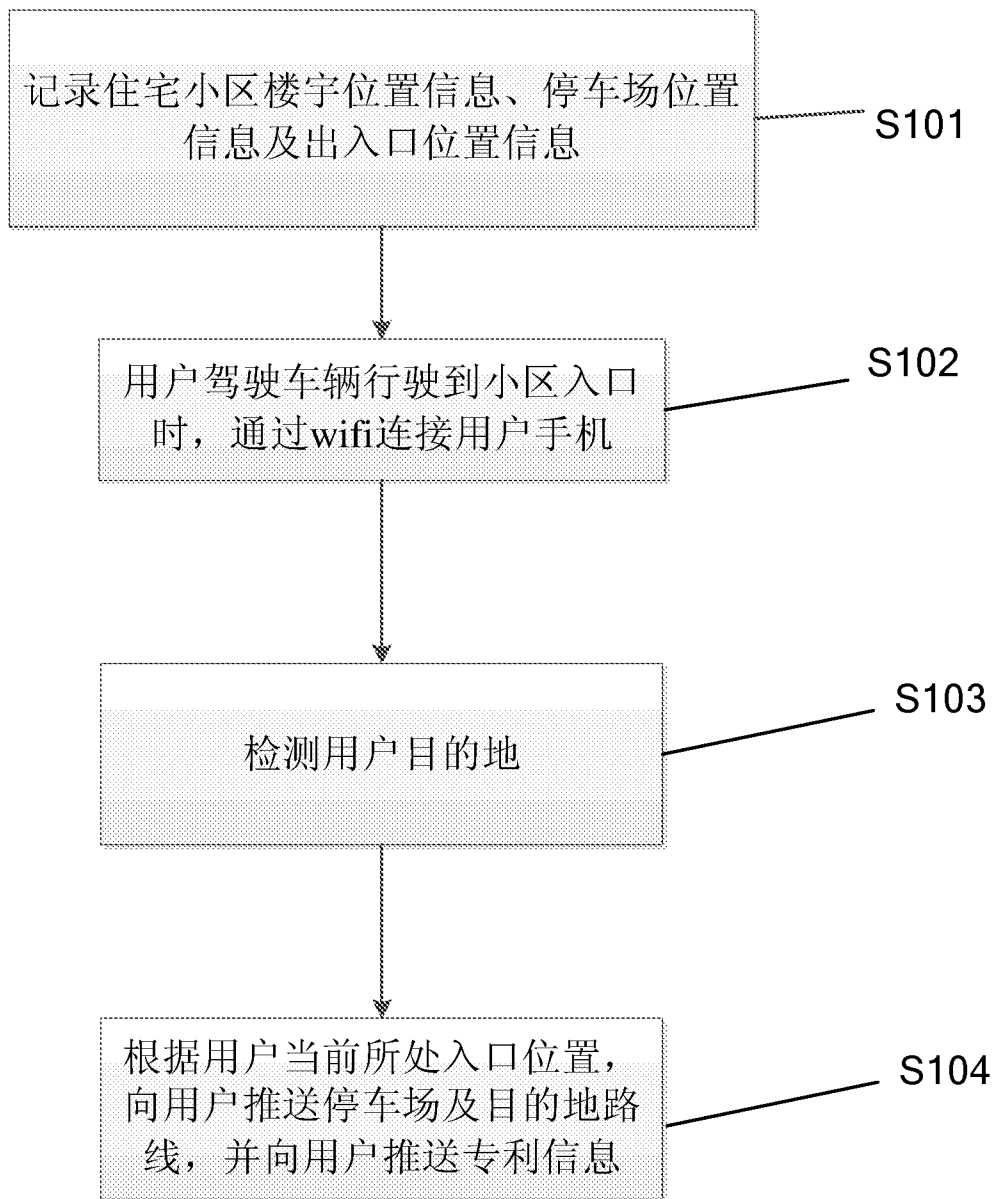 记录住宅小区楼宇位置信息、停车场位置
信息及出入口位置信息
S101
用户驾驶车辆行驶到小区入口
时，通过wifi连接用户手机
S102
检测用户目的地
S103
根据用户当前所处入口位置，
向用户推送停车场及目的地路
线，并向用户推送专利信息
S104